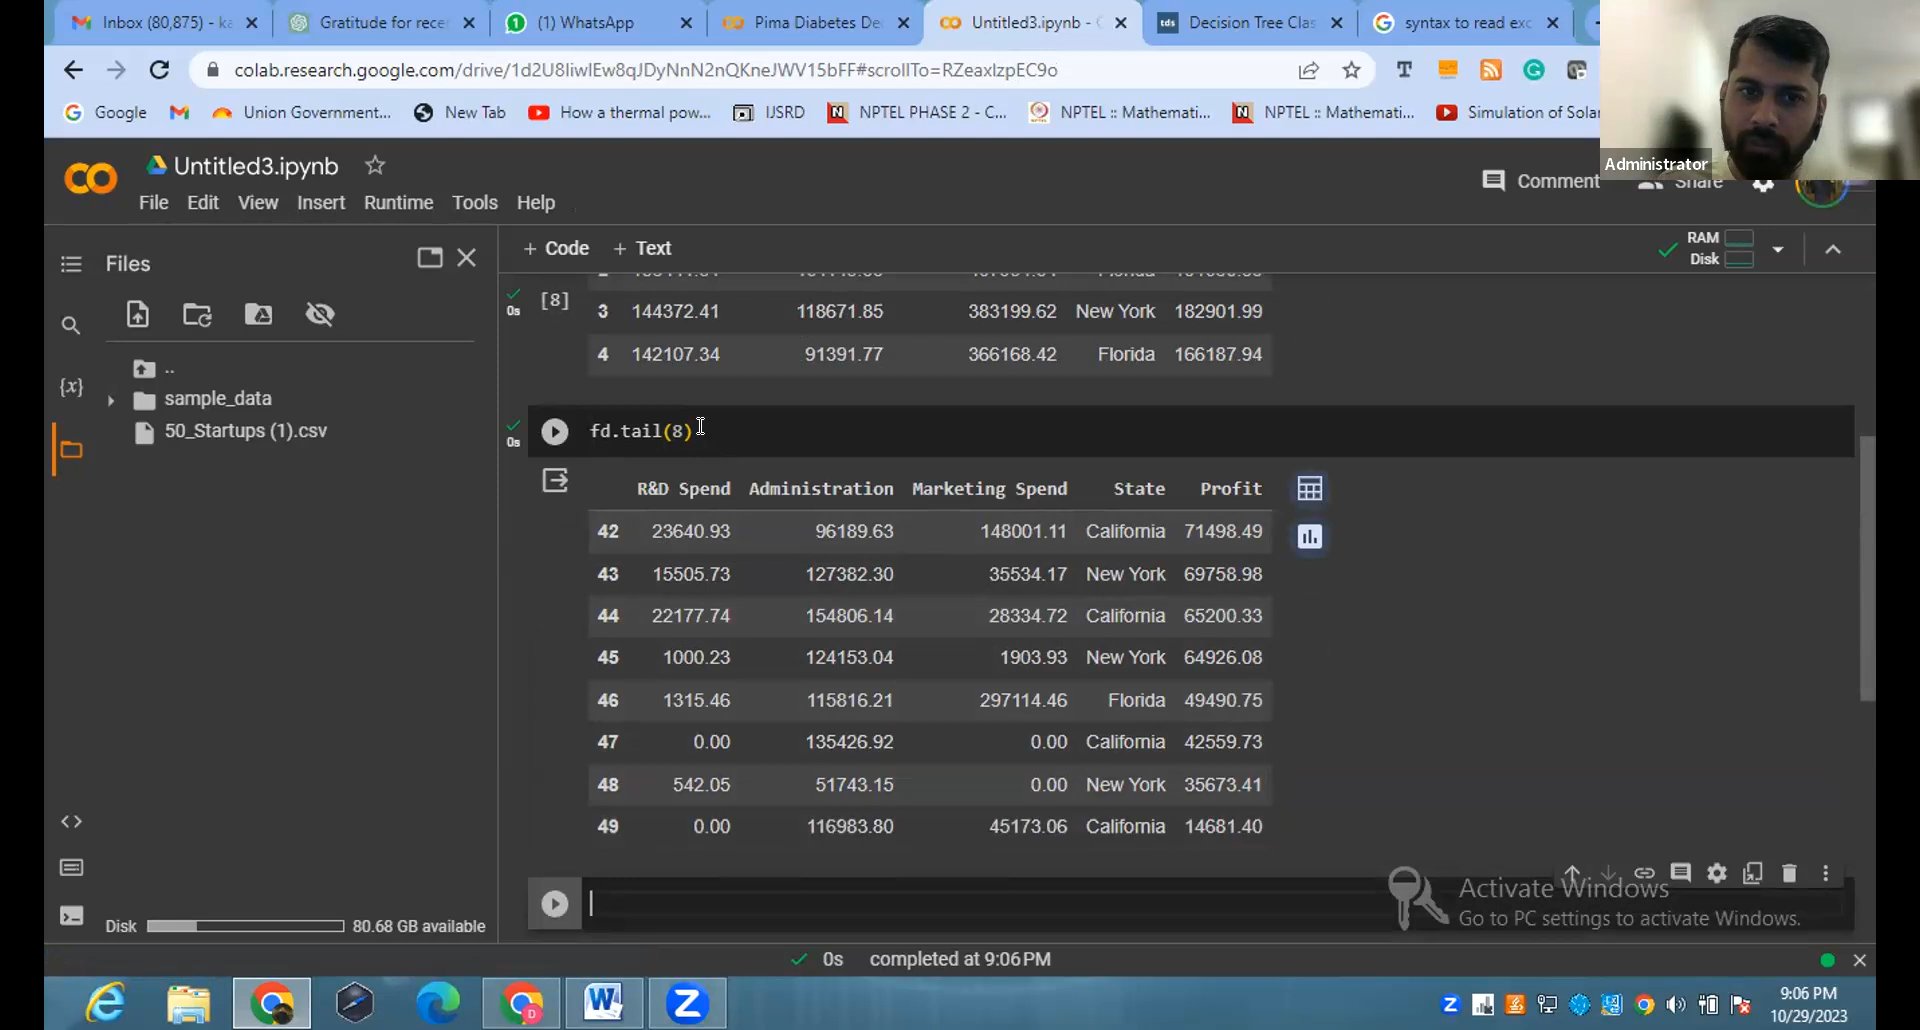 Inbox (80,875) - ka
Gratitude for rece
(1) WhatsApp
Pima Diabetes De
Untitled3.ipynb - C
tds Decision Tree Clas
syntax to read exc
colab.research.google.com/drive/1d2U8liwlEw8qJDyNnN2nQKneJWV15bFF#scrollTo=RZeaxlzpEC9o
Google
Union Government...
New Tab
How a thermal pow...
IJSRD
NPTEL PHASE 2 - C...
NPTEL :: Mathemati...
NPTEL :: Mathemati...
Simulation of Sola
Administrator
Untitled3.ipynb
Comment Share
File Edit View Insert Runtime Tools Help
Files
+ Code + Text
RAM
Disk
..
sample_data
50_Startups (1).csv
[8]
0s
3 144372.41 118671.85 383199.62 New York 182901.99
4 142107.34 91391.77 366168.42 Florida 166187.94
0s
fd.tail(8)
R&D Spend Administration Marketing Spend State Profit
42 23640.93 96189.63 148001.11 California 71498.49
43 15505.73 127382.30 35534.17 New York 69758.98
44 22177.74 154806.14 28334.72 California 65200.33
45 1000.23 124153.04 1903.93 New York 64926.08
46 1315.46 115816.21 297114.46 Florida 49490.75
47 0.00 135426.92 0.00 California 42559.73
48 542.05 51743.15 0.00 New York 35673.41
49 0.00 116983.80 45173.06 California 14681.40
Activate Windows
Go to PC settings to activate Windows.
Disk 80.68 GB available
0s completed at 9:06 PM
9:06 PM
10/29/2023